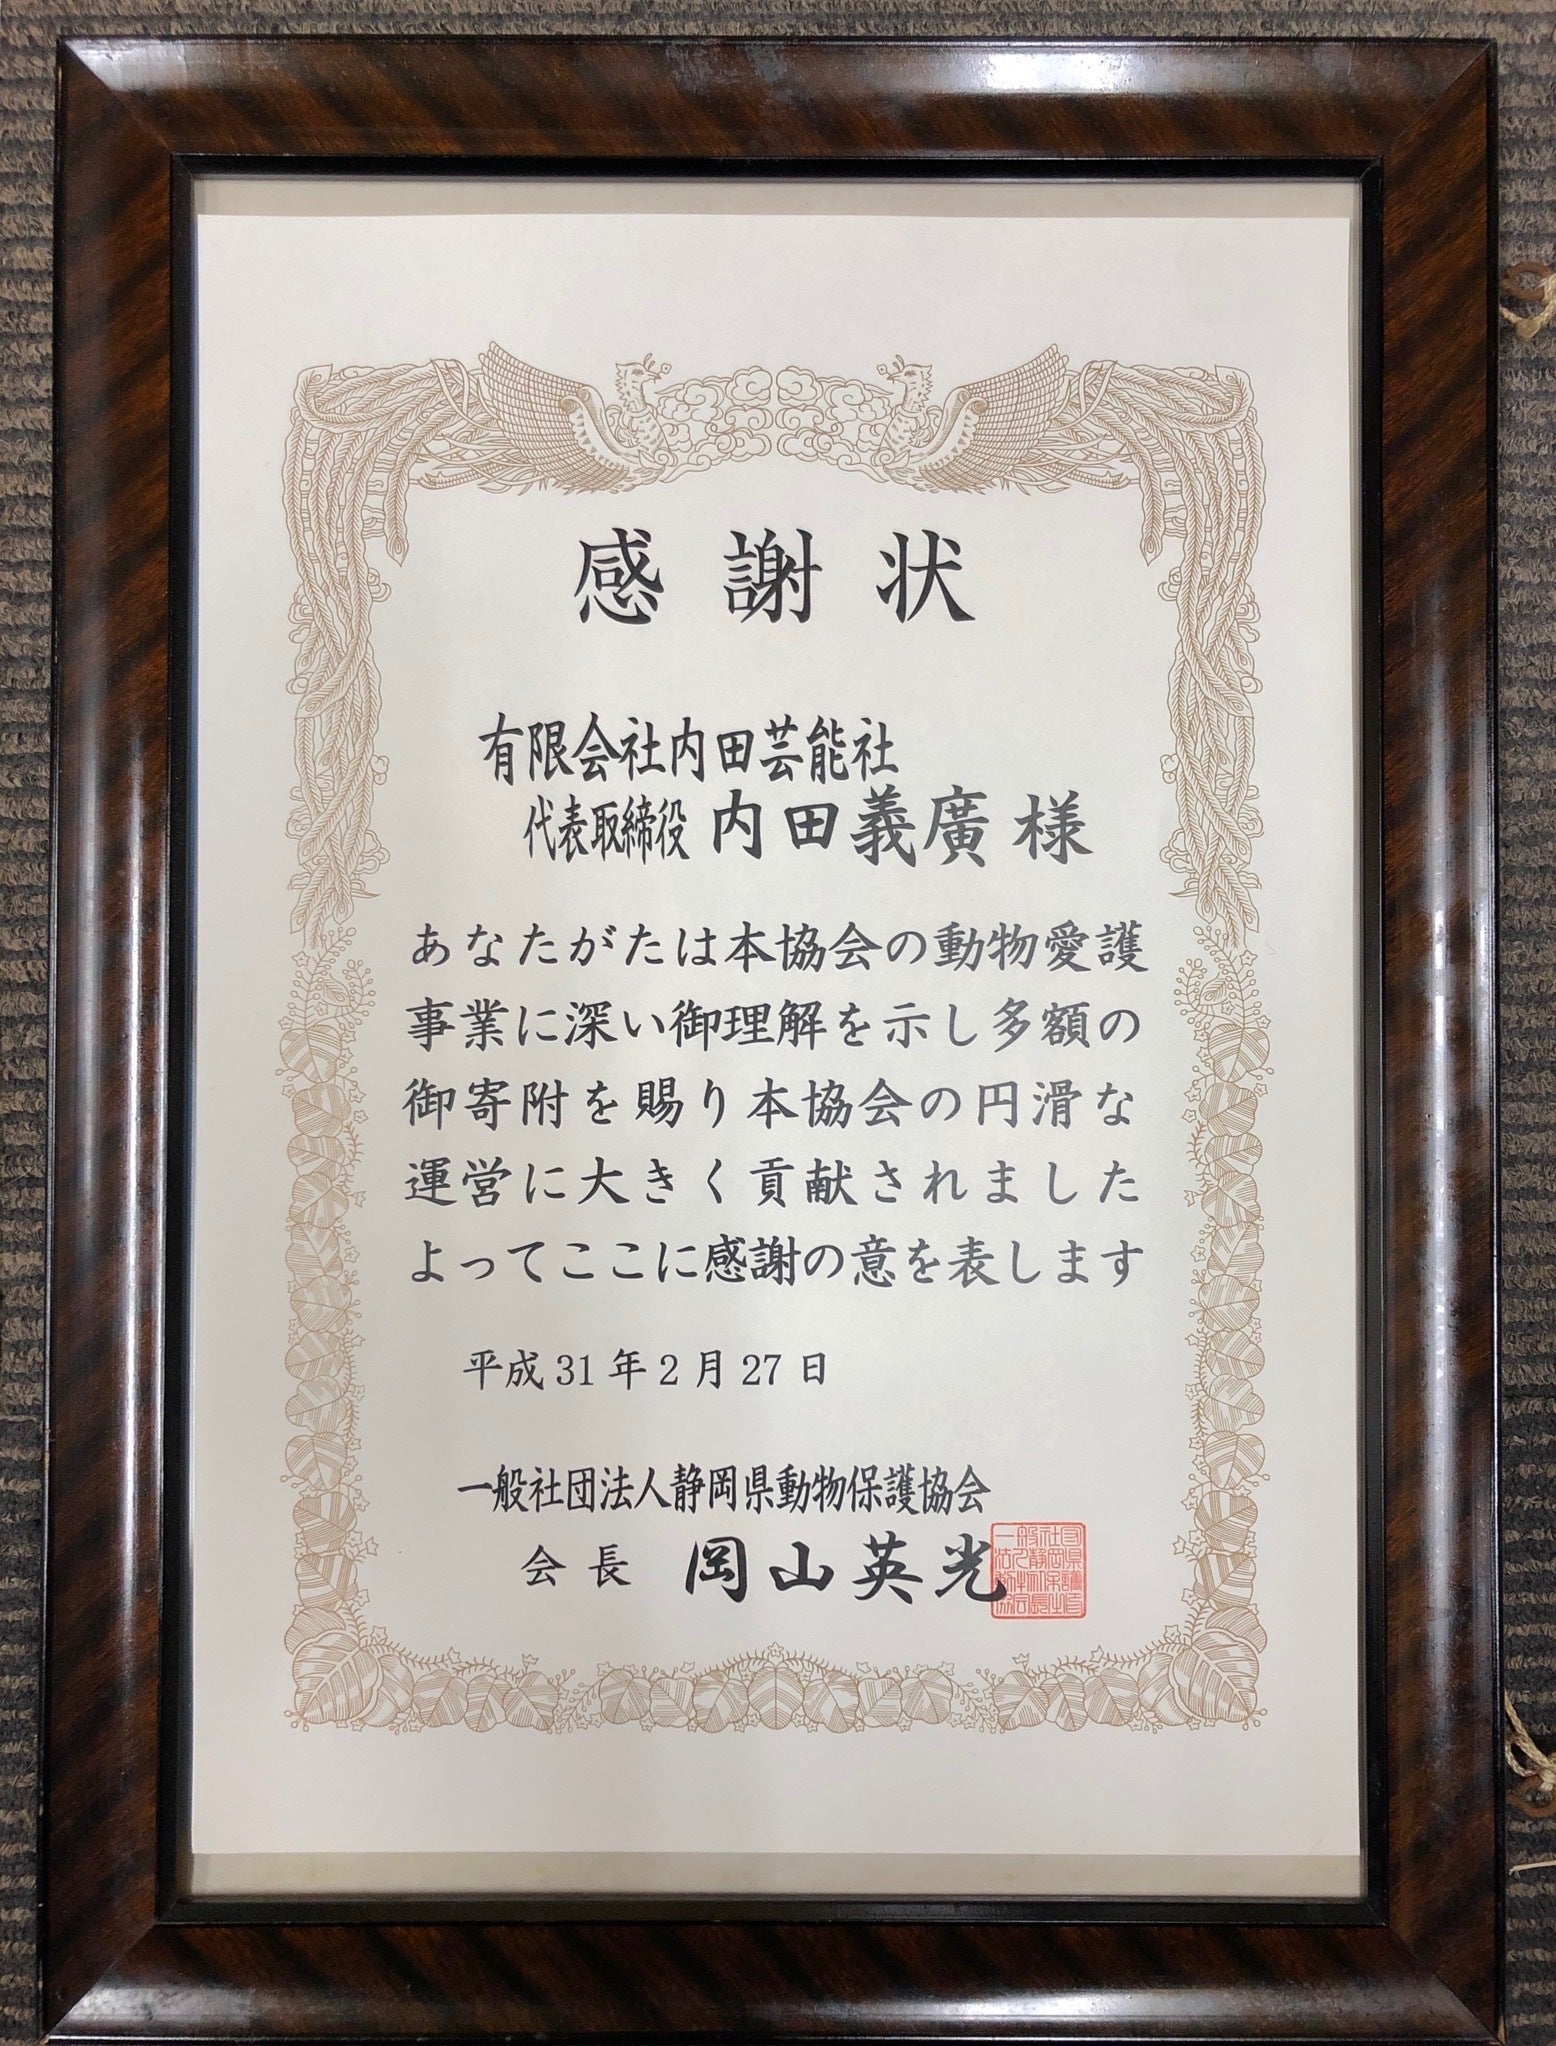 感謝状
有限会社内田芸能社
代表取締役 内田義廣 様
あなたがたは本協会の動物愛護
事業に深い御理解を示し多額の
御寄附を賜り本協会の円滑な
運営に大きく貢献されました
よってここに感謝の意を表します
平成31年2月27日
一般社団法人静岡県動物保護協会
会長 岡山英光